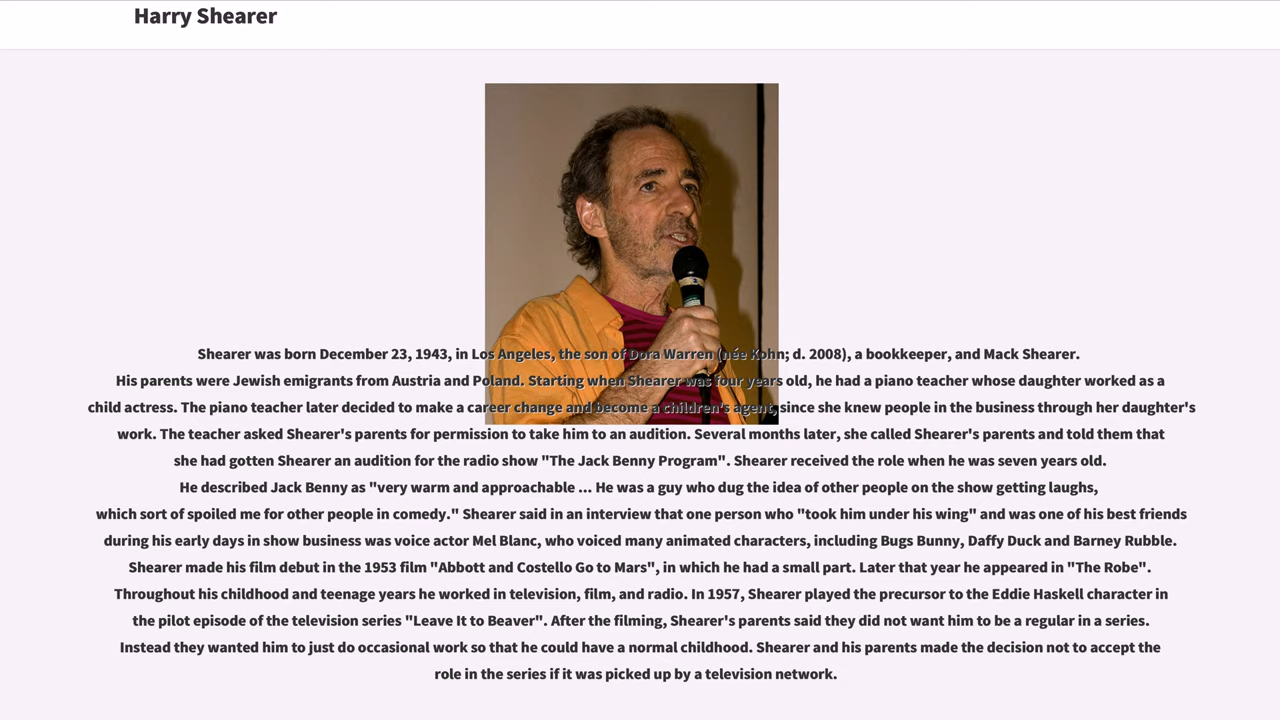 Harry Shearer
Shearer was born December 23, 1943, in Los Angeles, the son of Dora Warren (née Kohn; d. 2008), a bookkeeper, and Mack Shearer.
His parents were Jewish emigrants from Austria and Poland. Starting when Shearer was four years old, he had a piano teacher whose daughter worked as a
child actress. The piano teacher later decided to make a career change and become a children's agent, since she knew people in the business through her daughter's
work. The teacher asked Shearer's parents for permission to take him to an audition. Several months later, she called Shearer's parents and told them that
she had gotten Shearer an audition for the radio show "The Jack Benny Program". Shearer received the role when he was seven years old.
He described Jack Benny as "very warm and approachable ... He was a guy who dug the idea of other people on the show getting laughs,
which sort of spoiled me for other people in comedy." Shearer said in an interview that one person who "took him under his wing" and was one of his best friends
during his early days in show business was voice actor Mel Blanc, who voiced many animated characters, including Bugs Bunny, Daffy Duck and Barney Rubble.
Shearer made his film debut in the 1953 film "Abbott and Costello Go to Mars", in which he had a small part. Later that year he appeared in "The Robe".
Throughout his childhood and teenage years he worked in television, film, and radio. In 1957, Shearer played the precursor to the Eddie Haskell character in
the pilot episode of the television series "Leave It to Beaver". After the filming, Shearer's parents said they did not want him to be a regular in a series.
Instead they wanted him to just do occasional work so that he could have a normal childhood. Shearer and his parents made the decision not to accept the
role in the series if it was picked up by a television network.